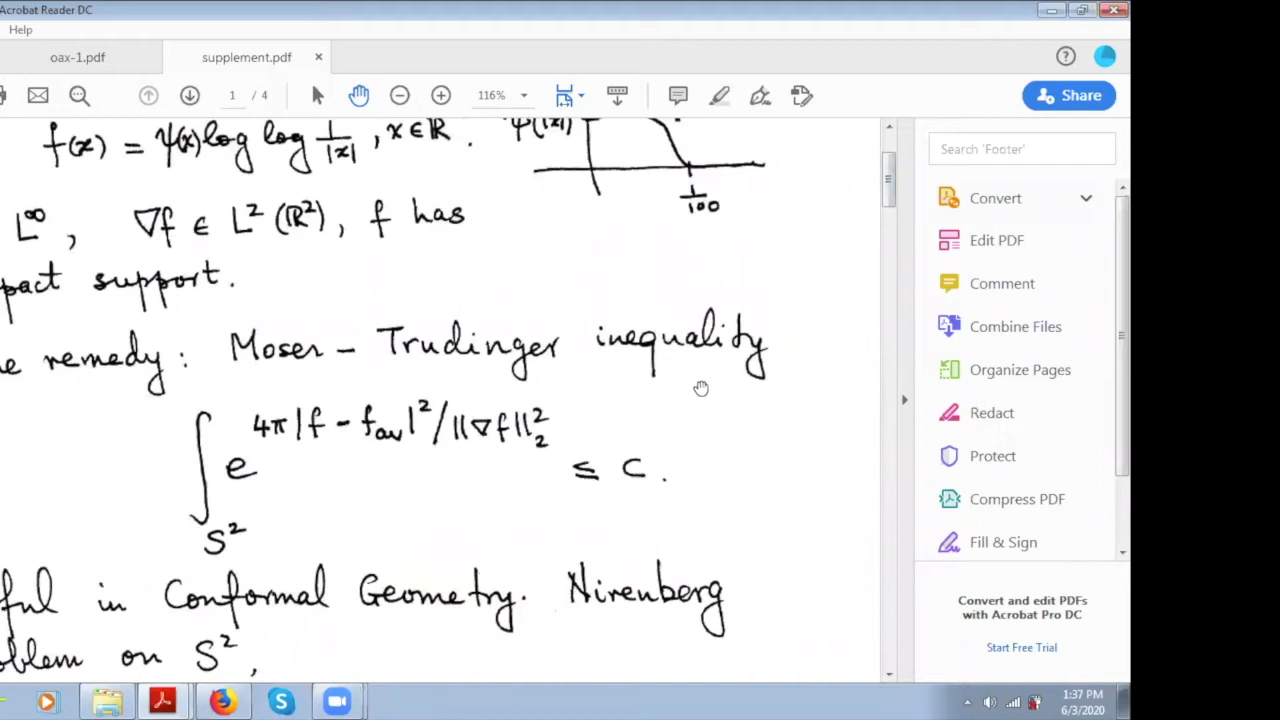 Acrobat Reader DC
Help
oax-1.pdf
supplement.pdf ×
1 / 4
116%
Share
f(x) = ψ(x) log log 1/|x| , x ∈ ℝ. ψ(|x|)
1/100
L^∞, ∇f ∈ L²(ℝ²), f has
pact support.
e remedy: Moser – Trudinger inequality
∫_{S²} e^{4π|f - f_av|²/||∇f||₂²} ≤ C.
ful in Conformal Geometry. Nirenberg
oblem on S²,
Search 'Footer'
Convert
Edit PDF
Comment
Combine Files
Organize Pages
Redact
Protect
Compress PDF
Fill & Sign
Convert and edit PDFs
with Acrobat Pro DC
Start Free Trial
1:37 PM
6/3/2020